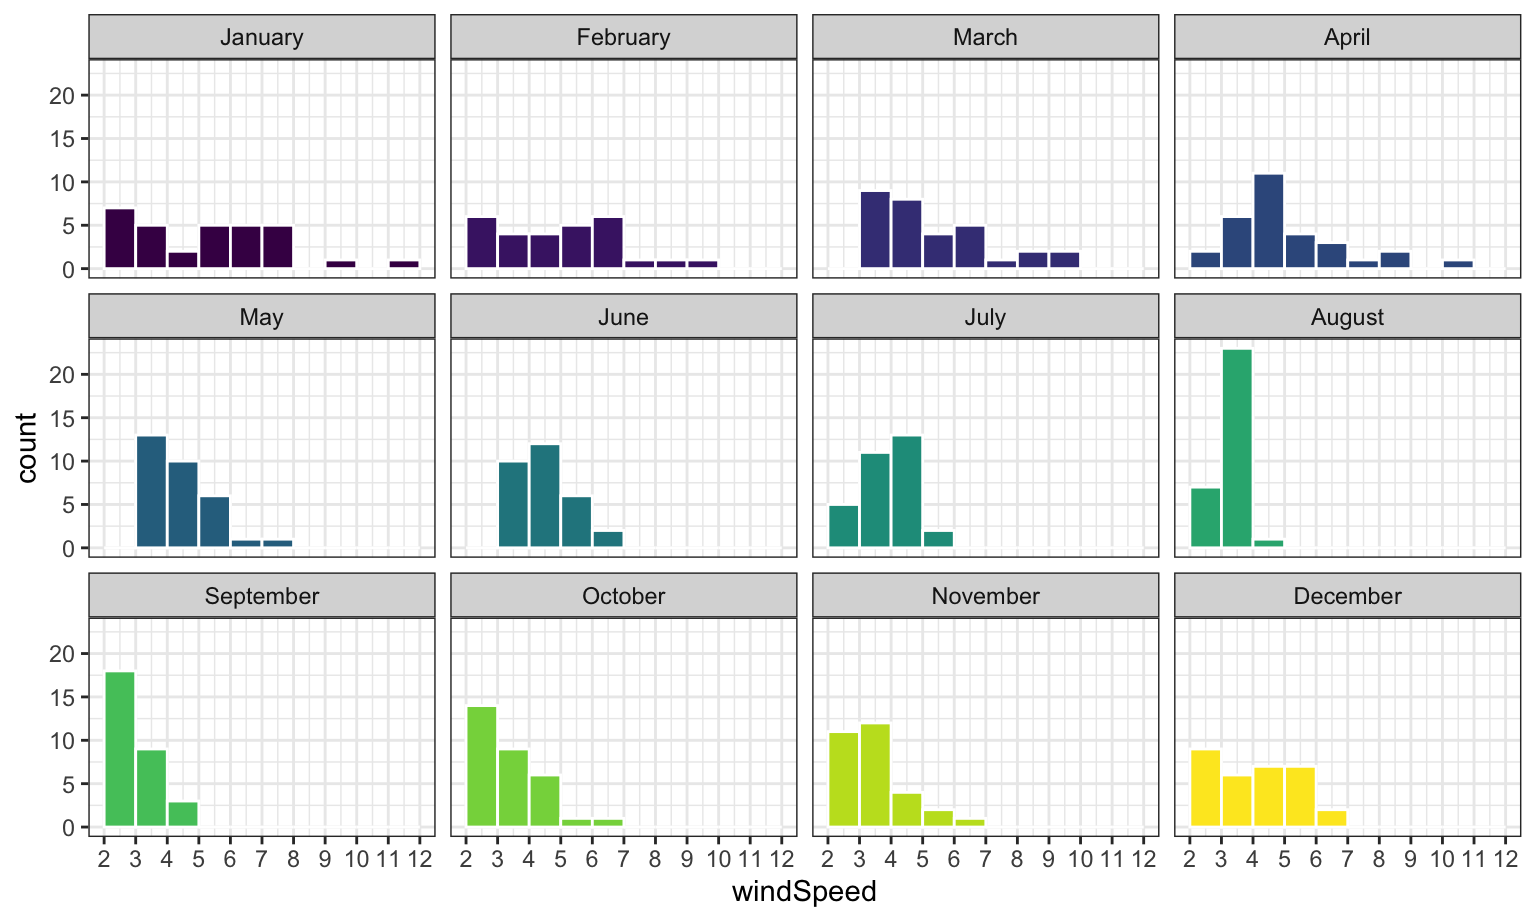 January February March April
20
15
10
5
0
May June July August
20
15
10
5
0
count
September October November December
20
15
10
5
0
2 3 4 5 6 7 8 9 10 11 12 2 3 4 5 6 7 8 9 10 11 12 2 3 4 5 6 7 8 9 10 11 12 2 3 4 5 6 7 8 9 10 11 12
windSpeed